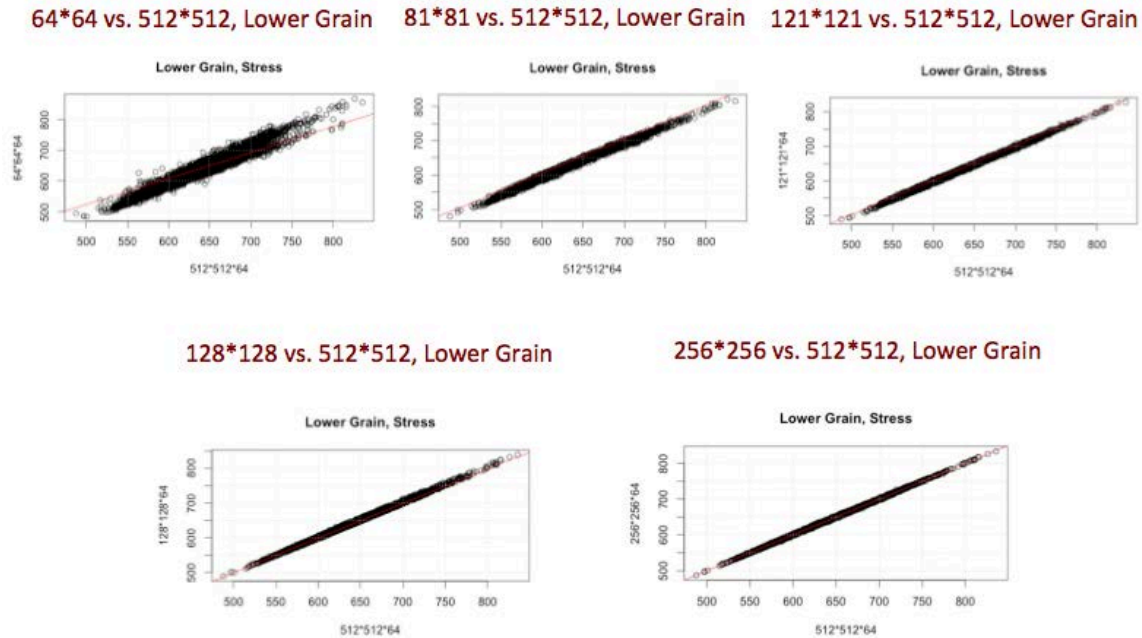 64*64 vs. 512*512, Lower Grain
81*81 vs. 512*512, Lower Grain
121*121 vs. 512*512, Lower Grain
Lower Grain, Stress
Lower Grain, Stress
Lower Grain, Stress
64*64*64
500 600 700 800
500 550 600 650 700 750 800
512*512*64
500 600 700 800
500 550 600 650 700 750 800
512*512*64
121*121*64
500 600 700 800
500 550 600 650 700 750 800
512*512*64
128*128 vs. 512*512, Lower Grain
256*256 vs. 512*512, Lower Grain
Lower Grain, Stress
Lower Grain, Stress
128*128*64
500 600 700 800
500 550 600 650 700 750 800
512*512*64
256*256*64
500 600 700 800
500 550 600 650 700 750 800
512*512*64